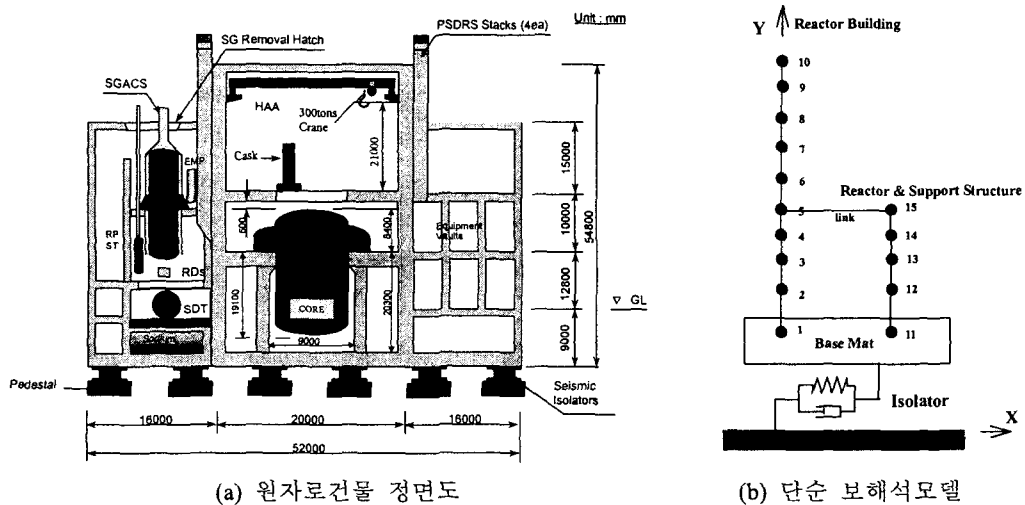 Unit : mm
PSDRS Stacks (4ea)
SG Removal Hatch
SGACS
HAA
300tons
Crane
Cask
21000
EMP
RP
ST
RDs
SDT
Sodium
600
8400
Equipment
Vaults
CORE
19100
20300
9000
15000
10000
12800
9000
54800
▽ GL
Pedestal
Seismic
Isolators
16000
20000
16000
52000
(a) 원자로건물 정면도
Y
Reactor Building
10
9
8
7
6
5
4
3
2
1
Reactor & Support Structure
link
15
14
13
12
11
Base Mat
Isolator
X
(b) 단순 보해석모델